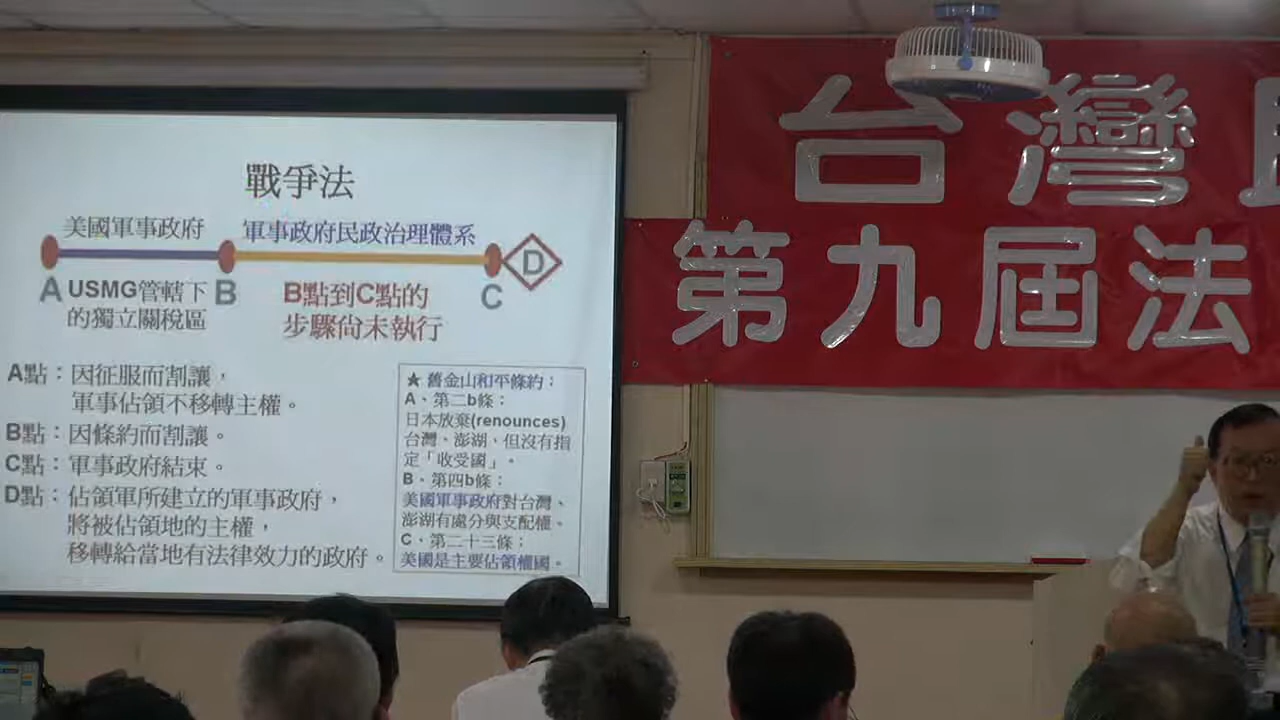 戰爭法
美國軍事政府
軍事政府民政治理體系
A
USMG管轄下
的獨立關稅區
B
B點到C點的
步驟尚未執行
C
D
A點：因征服而割讓，
軍事佔領不移轉主權。
B點：因條約而割讓。
C點：軍事政府結束。
D點：佔領軍所建立的軍事政府，
將被佔領地的主權，
移轉給當地有法律效力的政府。
★ 舊金山和平條約：
A、第二b條：
日本放棄(renounces)
台灣、澎湖、但沒有指
定「收受國」。
B、第四b條：
美國軍事政府對台灣、
澎湖有處分與支配權。
C、第二十三條；
美國是主要佔領權國。
台灣
第九屆法